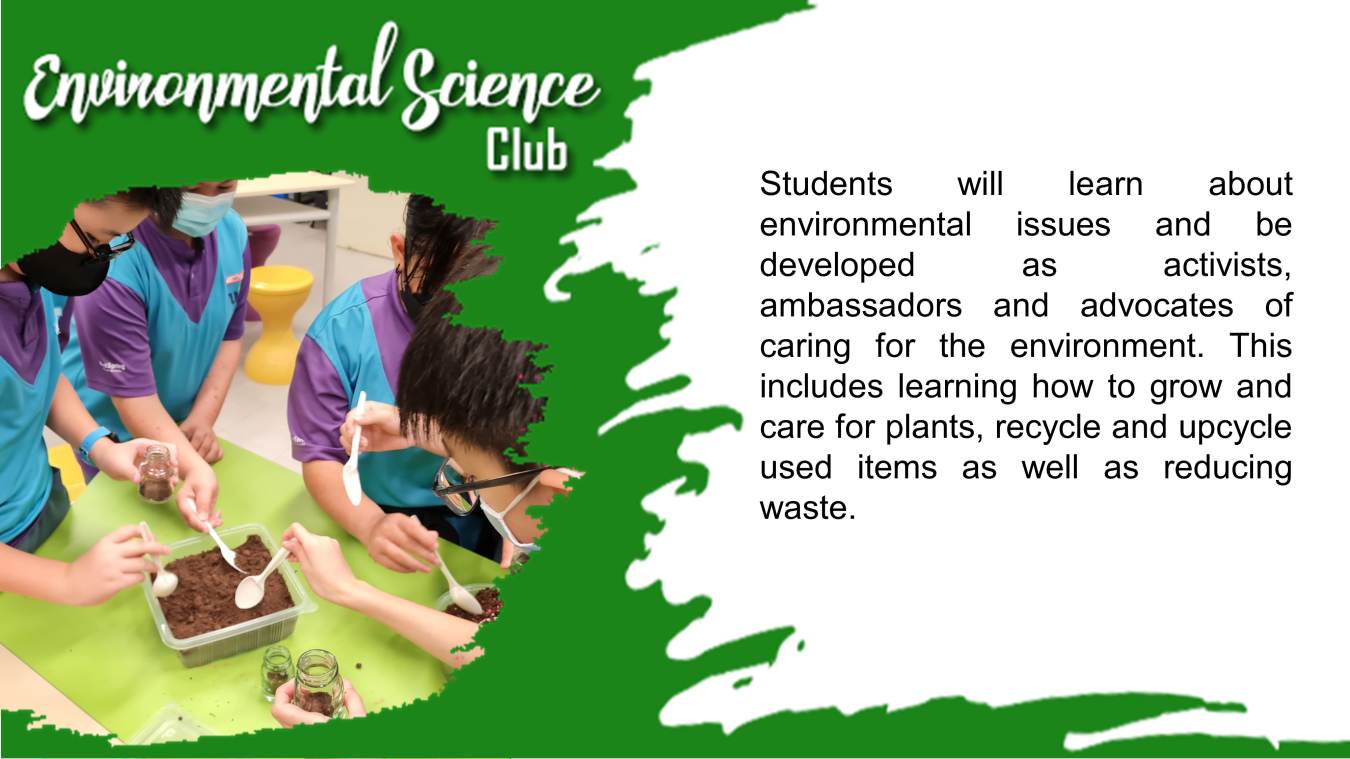 Environmental Science
Club
Students will learn about
environmental issues and be
developed as activists,
ambassadors and advocates of
caring for the environment. This
includes learning how to grow and
care for plants, recycle and upcycle
used items as well as reducing
waste.